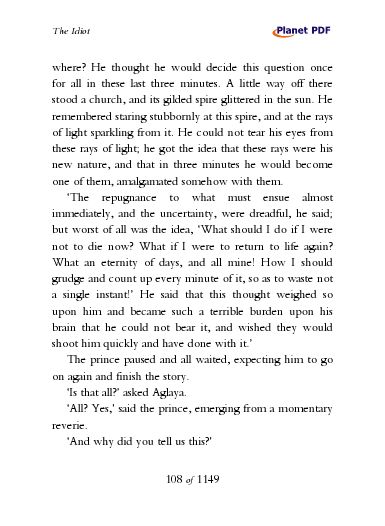 The Idiot
Planet PDF
where? He thought he would decide this question once
for all in these last three minutes. A little way off there
stood a church, and its gilded spire glittered in the sun. He
remembered staring stubbornly at this spire, and at the rays
of light sparkling from it. He could not tear his eyes from
these rays of light; he got the idea that these rays were his
new nature, and that in three minutes he would become
one of them, amalgamated somehow with them.
‘The repugnance to what must ensue almost
immediately, and the uncertainty, were dreadful, he said;
but worst of all was the idea, ‘What should I do if I were
not to die now? What if I were to return to life again?
What an eternity of days, and all mine! How I should
grudge and count up every minute of it, so as to waste not
a single instant!’ He said that this thought weighed so
upon him and became such a terrible burden upon his
brain that he could not bear it, and wished they would
shoot him quickly and have done with it.’
The prince paused and all waited, expecting him to go
on again and finish the story.
‘Is that all?’ asked Aglaya.
‘All? Yes,’ said the prince, emerging from a momentary
reverie.
‘And why did you tell us this?’
108 of 1149